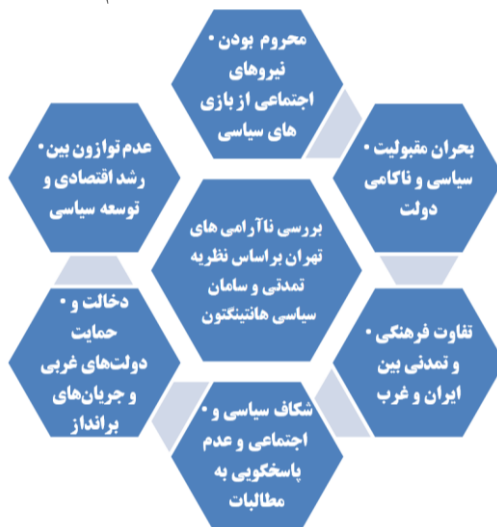 محروم بودن •
نیروهای
اجتماعی از بازی
های سیاسی
بحران مقبولیت •
سیاسی و ناکامی
دولت
تفاوت فرهنگی •
و تمدنی بین
ایران و غرب
شکاف سیاسی و •
اجتماعی و عدم
پاسخگویی به
مطالبات
دخالت و •
حمایت
دولت‌های غربی
و جریان‌های
برانداز
عدم توازون بین •
رشد اقتصادی و
توسعه سیاسی
بررسی ناآرامی های
تهران براساس نظریه
تمدنی و سامان
سیاسی هانتینگتون